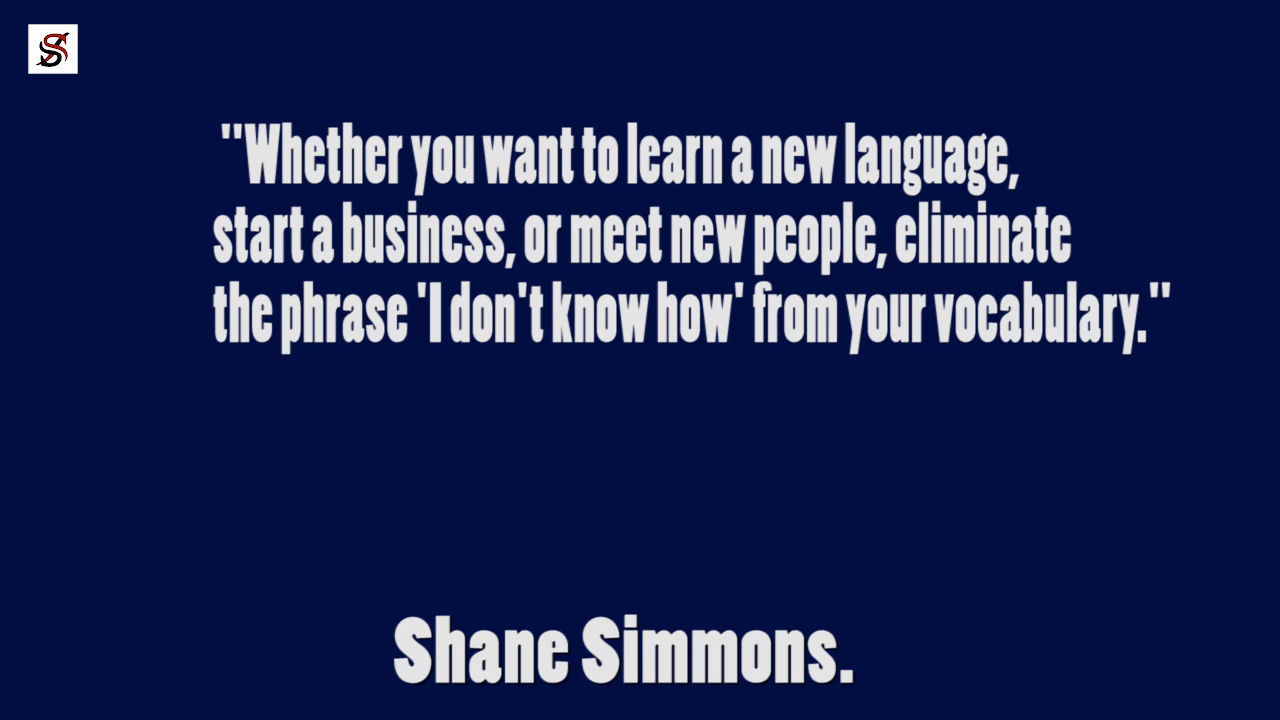 "Whether you want to learn a new language,
start a business, or meet new people, eliminate
the phrase 'I don't know how' from your vocabulary."
Shane Simmons.